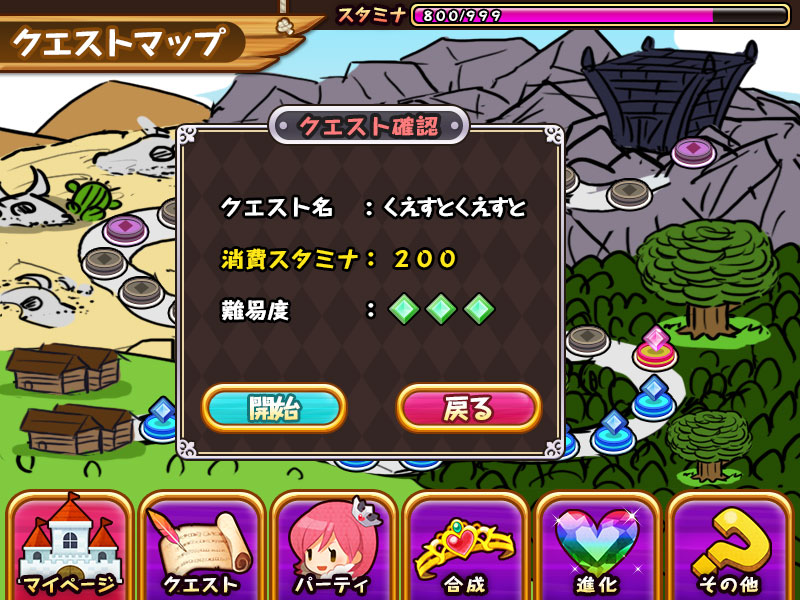 スタミナ 800/999
クエストマップ
クエスト確認
クエスト名 : くえすとくえすと
消費スタミナ : 200
難易度 :
開始 戻る
マイページ クエスト パーティ 合成 進化 その他